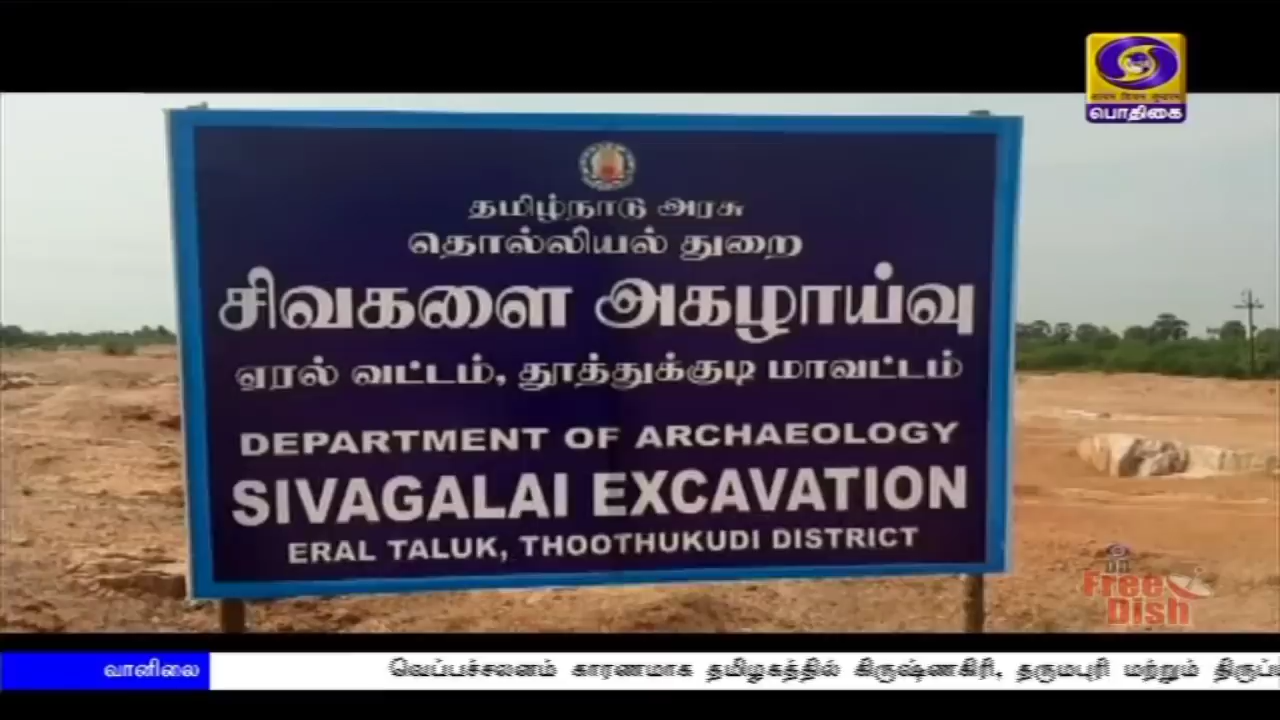 பொதிகை
தமிழ்நாடு அரசு
தொல்லியல் துறை
சிவகளை அகழாய்வு
ஏரல் வட்டம், தூத்துக்குடி மாவட்டம்
DEPARTMENT OF ARCHAEOLOGY
SIVAGALAI EXCAVATION
ERAL TALUK, THOOTHUKUDI DISTRICT
DD
Free
Dish
வானிலை வெப்பச்சலனம் காரணமாக தமிழகத்தில் கிருஷ்ணகிரி, தருமபுரி மற்றும்